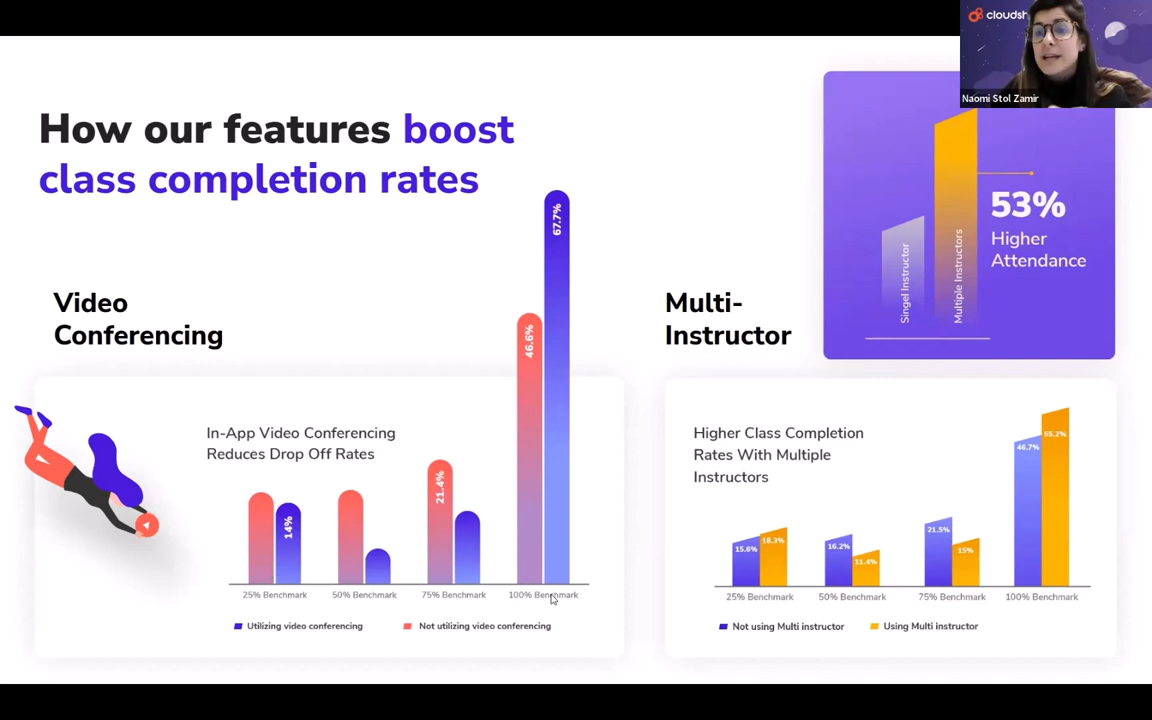 cloudsh
Naomi Stol Zamir
How our features boost
class completion rates
53%
Higher
Attendance
Singel Instructor
Multiple Instructors
Video
Conferencing
Multi-
Instructor
In-App Video Conferencing
Reduces Drop Off Rates
14%
21.4%
46.6%
67.7%
25% Benchmark
50% Benchmark
75% Benchmark
100% Benchmark
Utilizing video conferencing
Not utilizing video conferencing
Higher Class Completion
Rates With Multiple
Instructors
15.6%
18.3%
16.2%
11.4%
21.5%
15%
46.7%
55.2%
25% Benchmark
50% Benchmark
75% Benchmark
100% Benchmark
Not using Multi instructor
Using Multi instructor